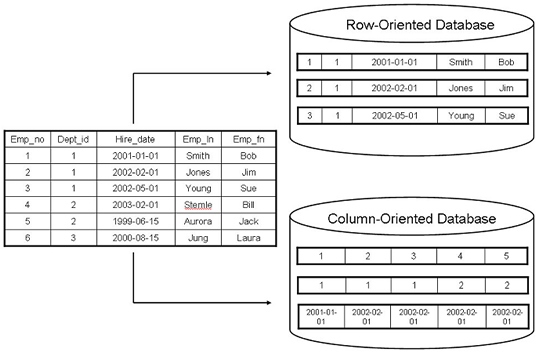 Row-Oriented Database
1 1 2001-01-01 Smith Bob
2 1 2002-02-01 Jones Jim
3 1 2002-05-01 Young Sue
Emp_no Dept_id Hire_date Emp_ln Emp_fn
1 1 2001-01-01 Smith Bob
2 1 2002-02-01 Jones Jim
3 1 2002-05-01 Young Sue
4 2 2003-02-01 Stemle Bill
5 2 1999-06-15 Aurora Jack
6 3 2000-08-15 Jung Laura
Column-Oriented Database
1 2 3 4 5
1 1 1 2 2
2001-01-01 2002-02-01 2002-02-01 2002-02-01 2002-02-01